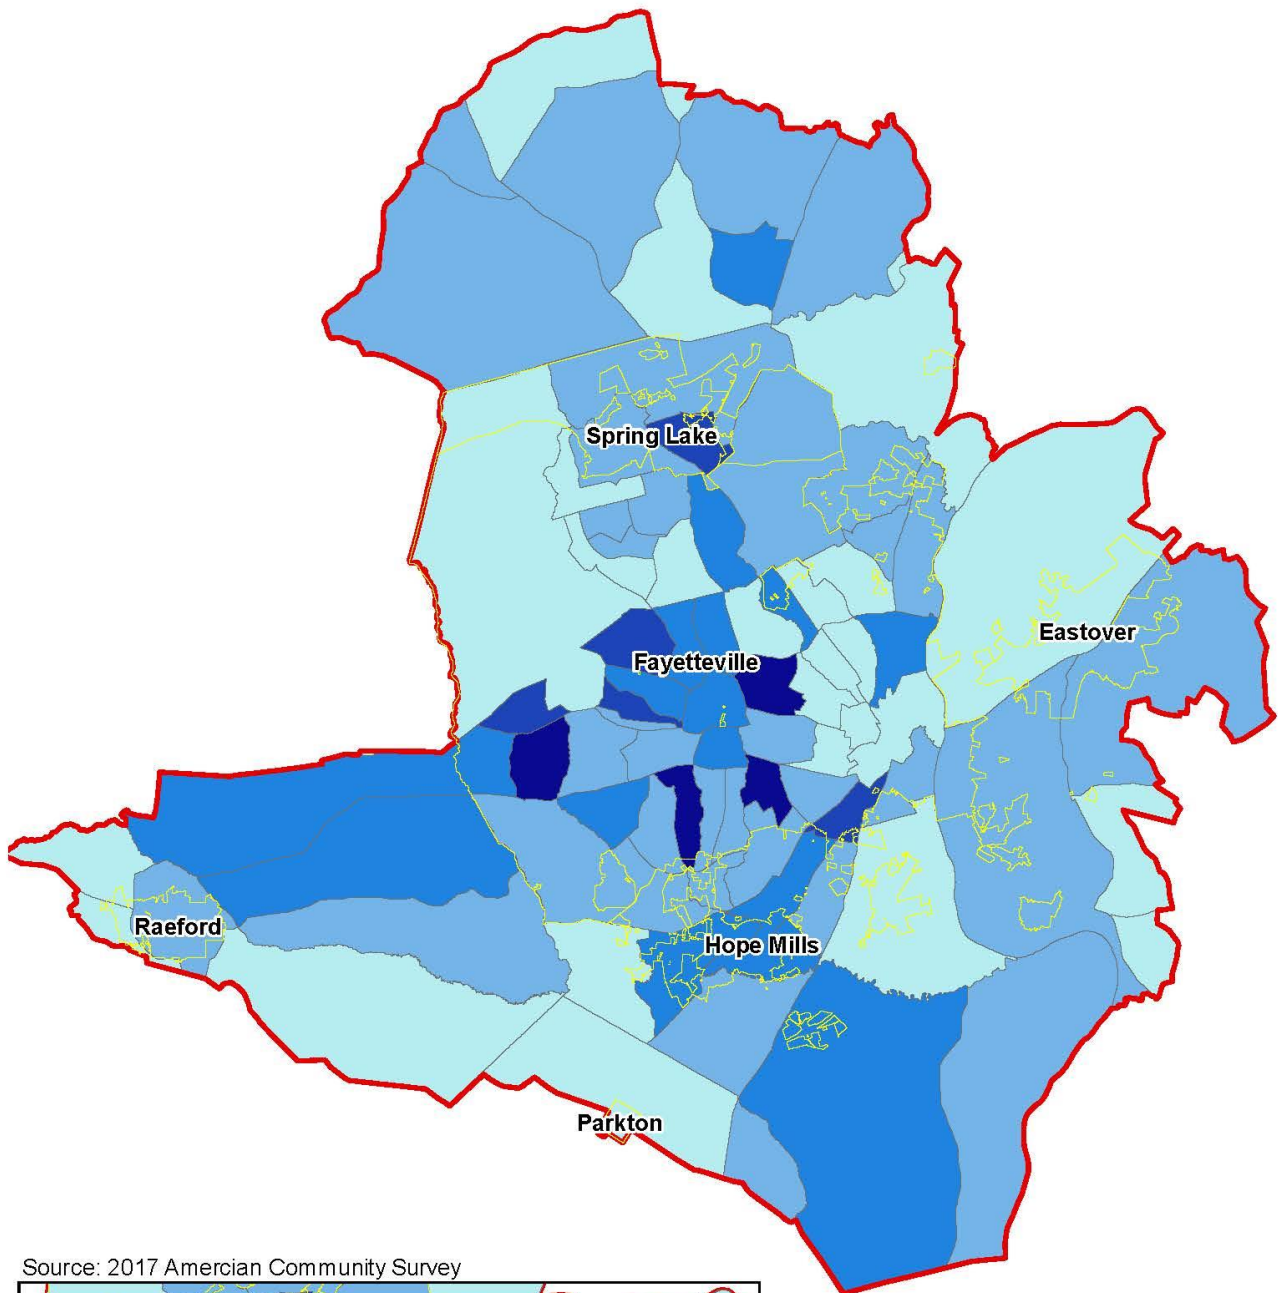 Spring Lake
Eastover
Fayetteville
Raeford
Hope Mills
Parkton
Source: 2017 Amercian Community Survey